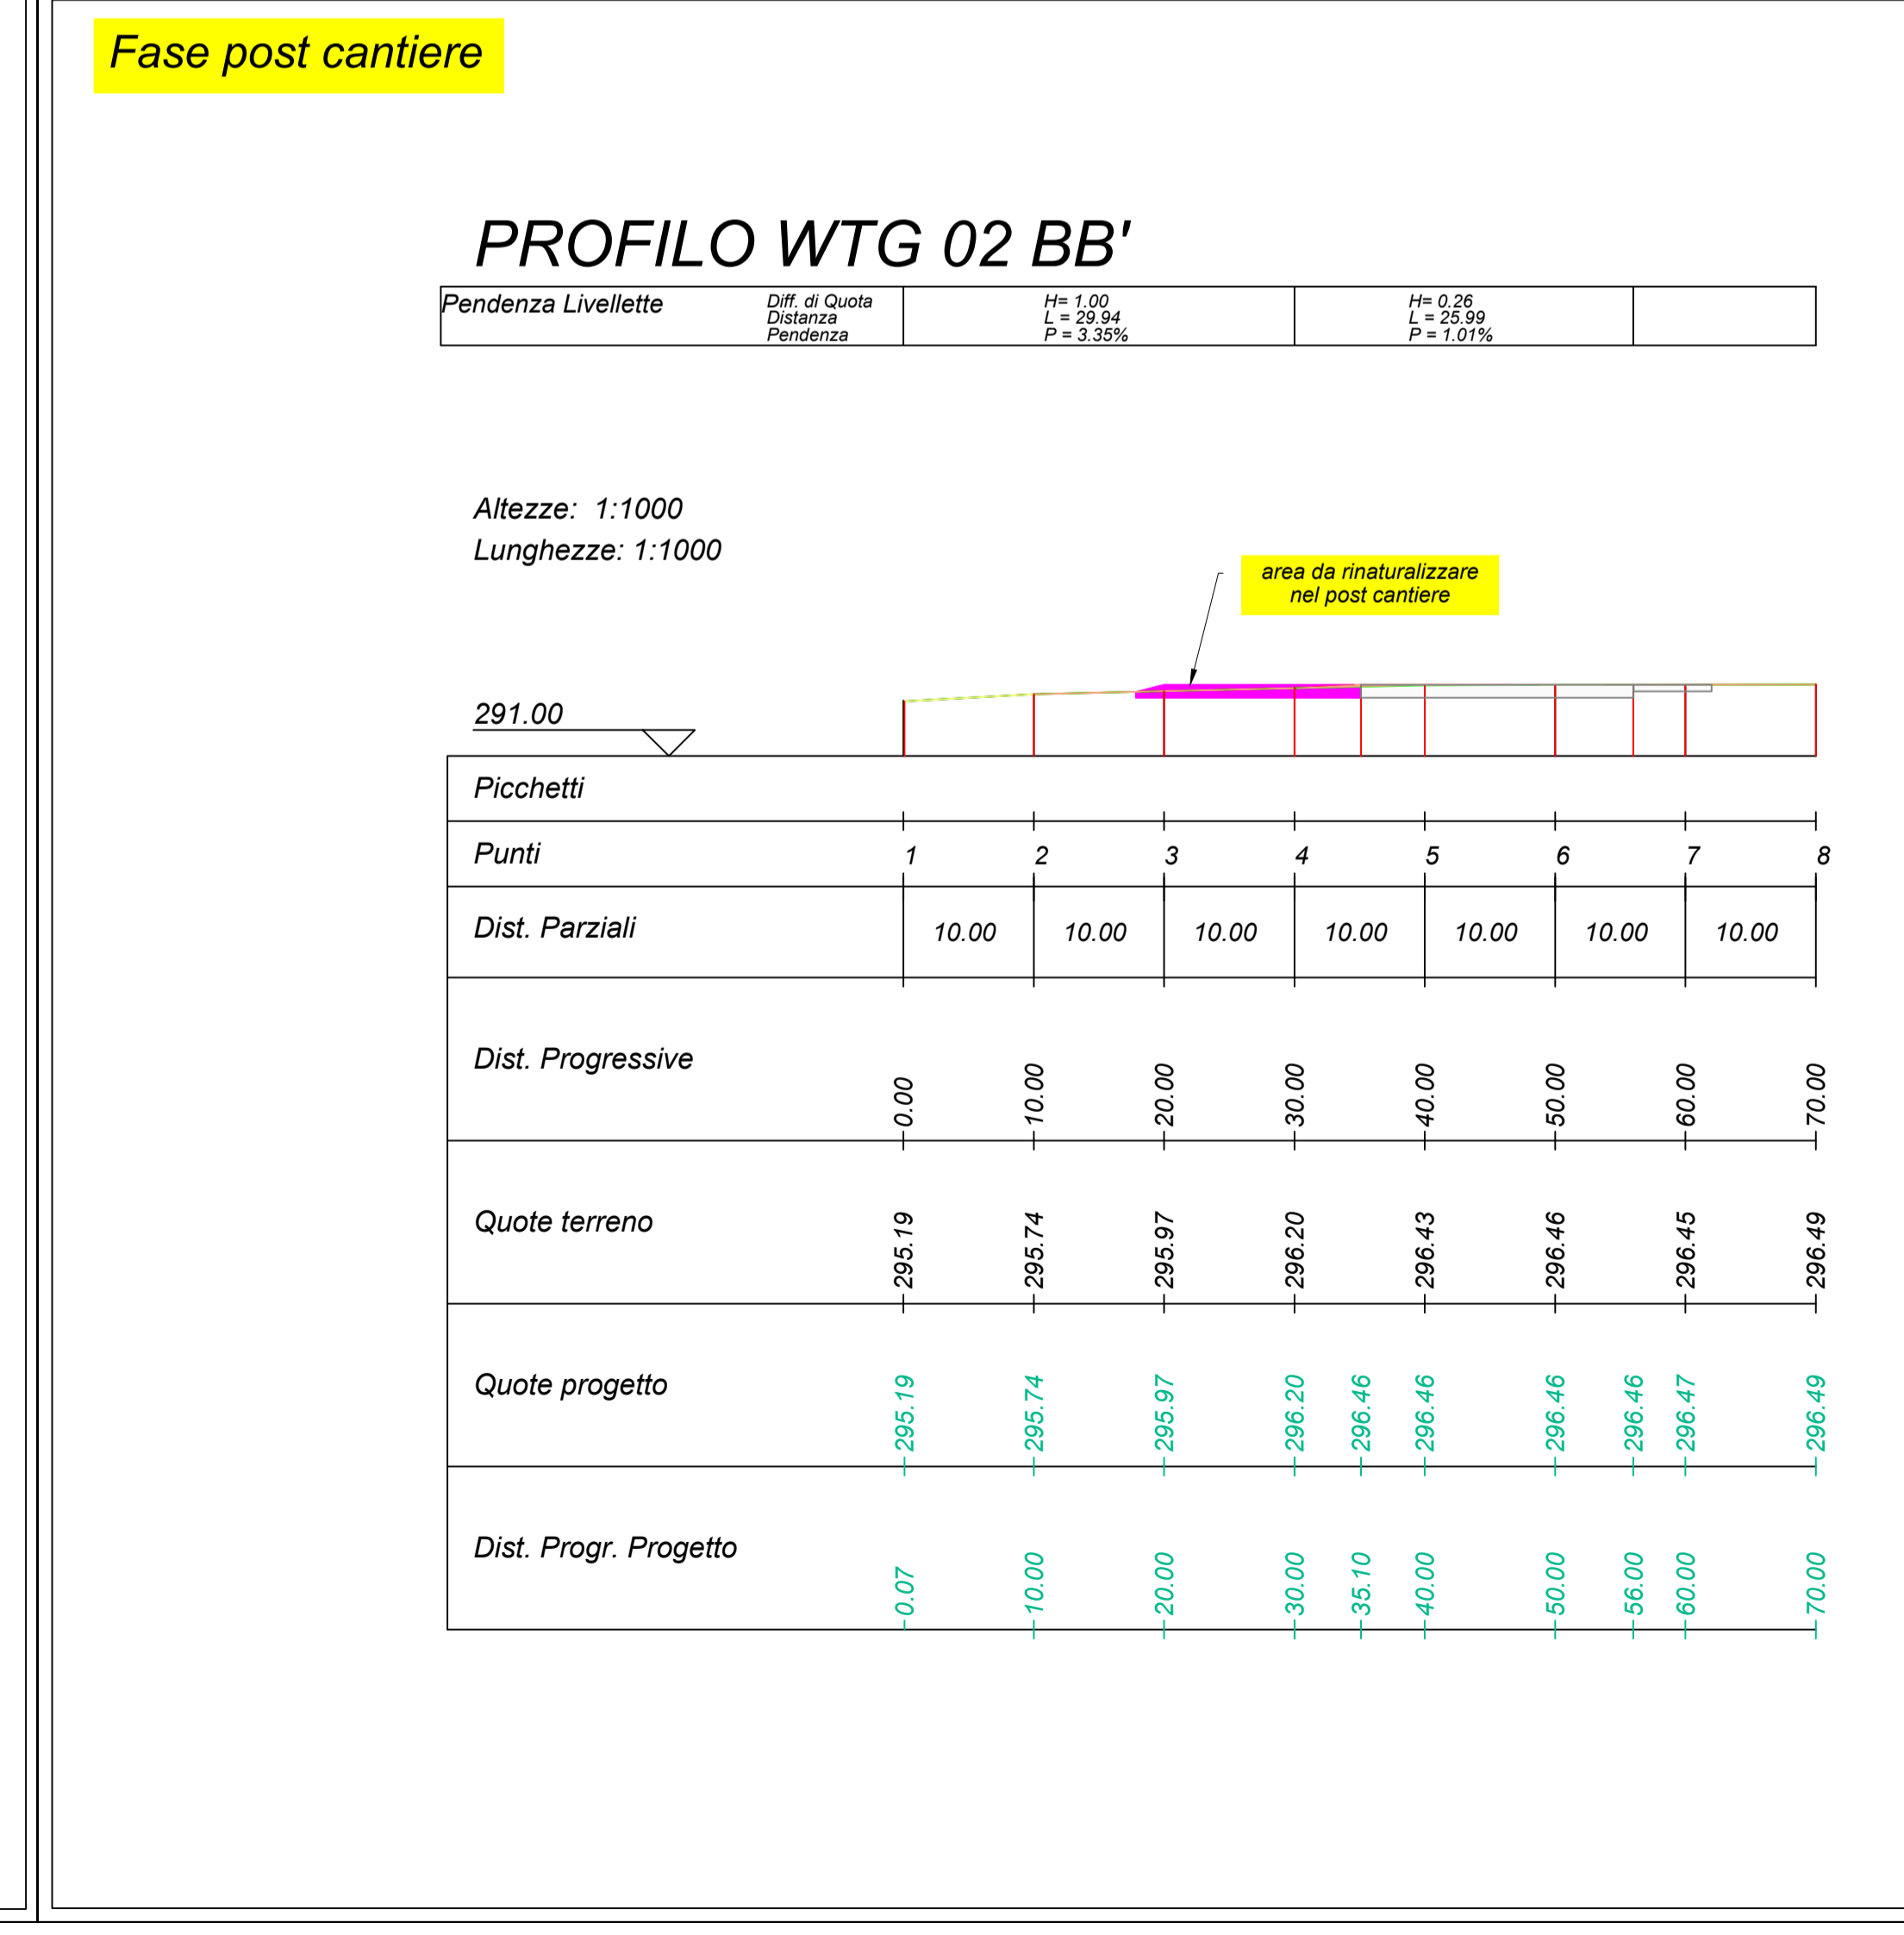 Fase post cantiere
PROFILO WTG 02 BB'
Pendenza Livellette
Diff. di Quota
Distanza
Pendenza
H= 1.00
L = 29.94
P = 3.35%
H= 0.26
L = 25.99
P = 1.01%
Altezze: 1:1000
Lunghezze: 1:1000
area da rinaturalizzare
nel post cantiere
291.00
Picchetti
Punti 1 2 3 4 5 6 7 8
Dist. Parziali 10.00 10.00 10.00 10.00 10.00 10.00 10.00
Dist. Progressive 0.00 10.00 20.00 30.00 40.00 50.00 60.00 70.00
Quote terreno 295.19 295.74 295.97 296.20 296.43 296.46 296.45 296.49
Quote progetto 295.19 295.74 295.97 296.20 296.46 296.46 296.46 296.46 296.47 296.49
Dist. Progr. Progetto 0.07 10.00 20.00 30.00 35.10 40.00 50.00 56.00 60.00 70.00